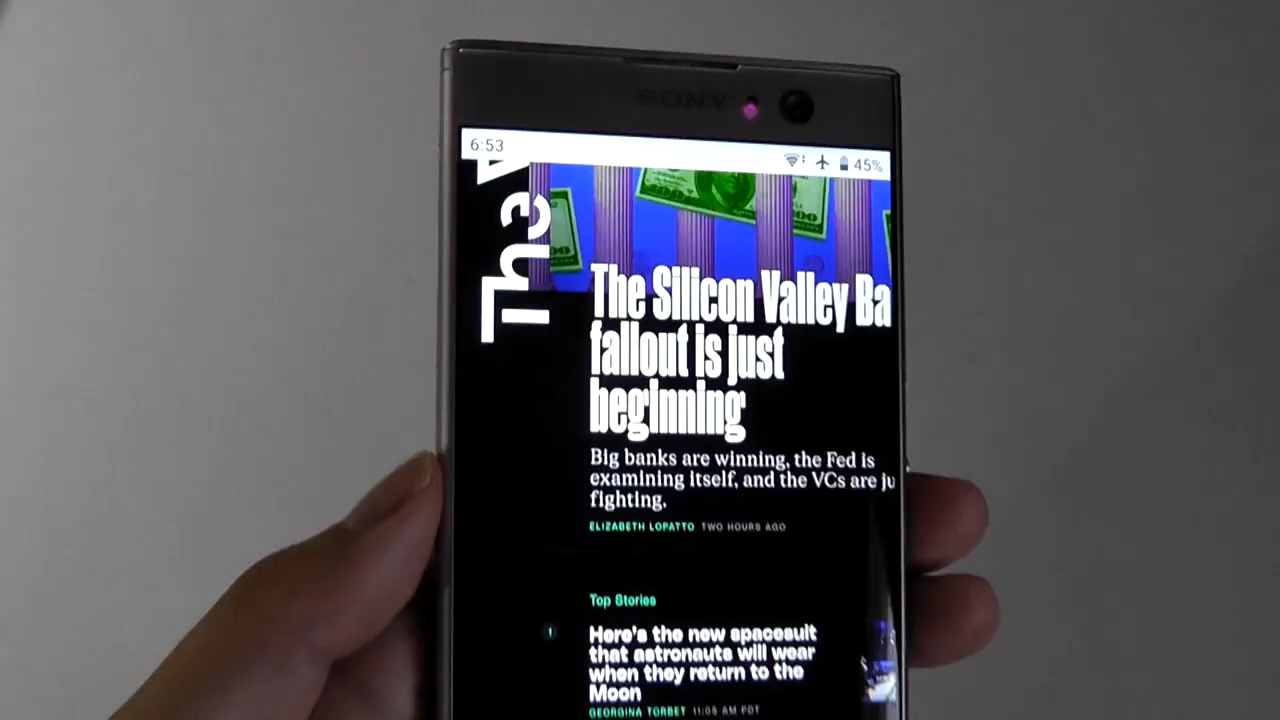 SONY
6:53
45%
The
The Silicon Valley Ba
fallout is just
beginning
Big banks are winning, the Fed is
examining itself, and the VCs are ju
fighting.
ELIZABETH LOPATTO TWO HOURS AGO
Top Stories
1
Here's the new spacesuit
that astronauts will wear
when they return to the
Moon
GEORGINA TORBET 11:05 AM PDT